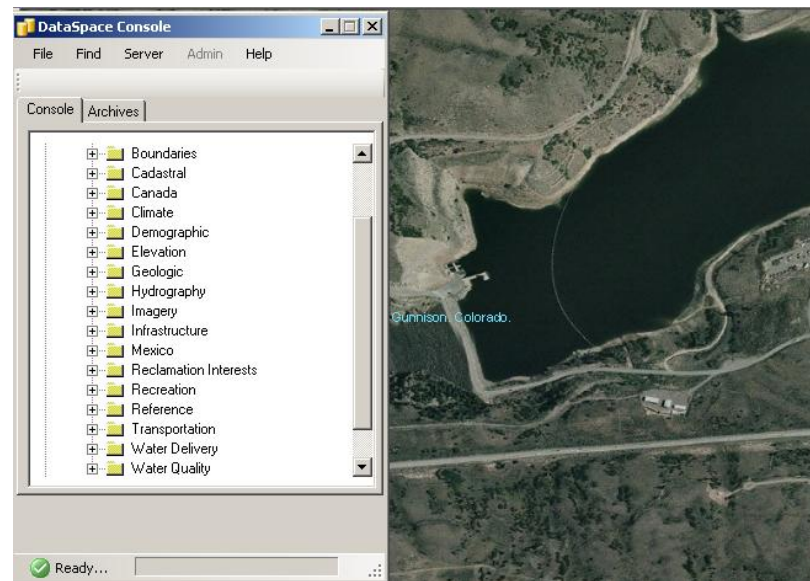 DataSpace Console
File Find Server Admin Help
Console Archives
Boundaries
Cadastral
Canada
Climate
Demographic
Elevation
Geologic
Hydrography
Imagery
Infrastructure
Mexico
Reclamation Interests
Recreation
Reference
Transportation
Water Delivery
Water Quality
Gunnison, Colorado.
Ready...